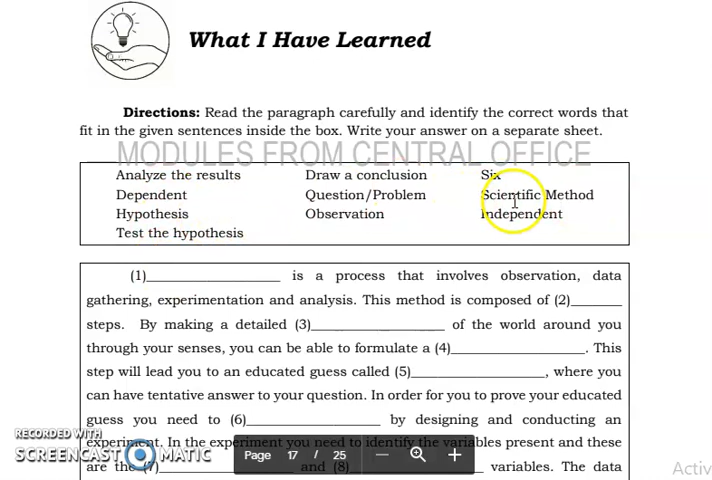 What I Have Learned
Directions: Read the paragraph carefully and identify the correct words that
fit in the given sentences inside the box. Write your answer on a separate sheet.
MODULES FROM CENTRAL OFFICE
Analyze the results Draw a conclusion Six
Dependent Question/Problem Scientific Method
Hypothesis Observation Independent
Test the hypothesis
(1)____________________ is a process that involves observation, data
gathering, experimentation and analysis. This method is composed of (2)_______
steps. By making a detailed (3)____________________ of the world around you
through your senses, you can be able to formulate a (4)____________________. This
step will lead you to an educated guess called (5)____________________, where you
can have tentative answer to your question. In order for you to prove your educated
guess you need to (6)____________________ by designing and conducting an
experiment. In the experiment you need to identify the variables present and these
are the (7)____________________ and (8)____________________ variables. The data
RECORDED WITH
SCREENCAST MATIC
Page 17 / 25
Activ